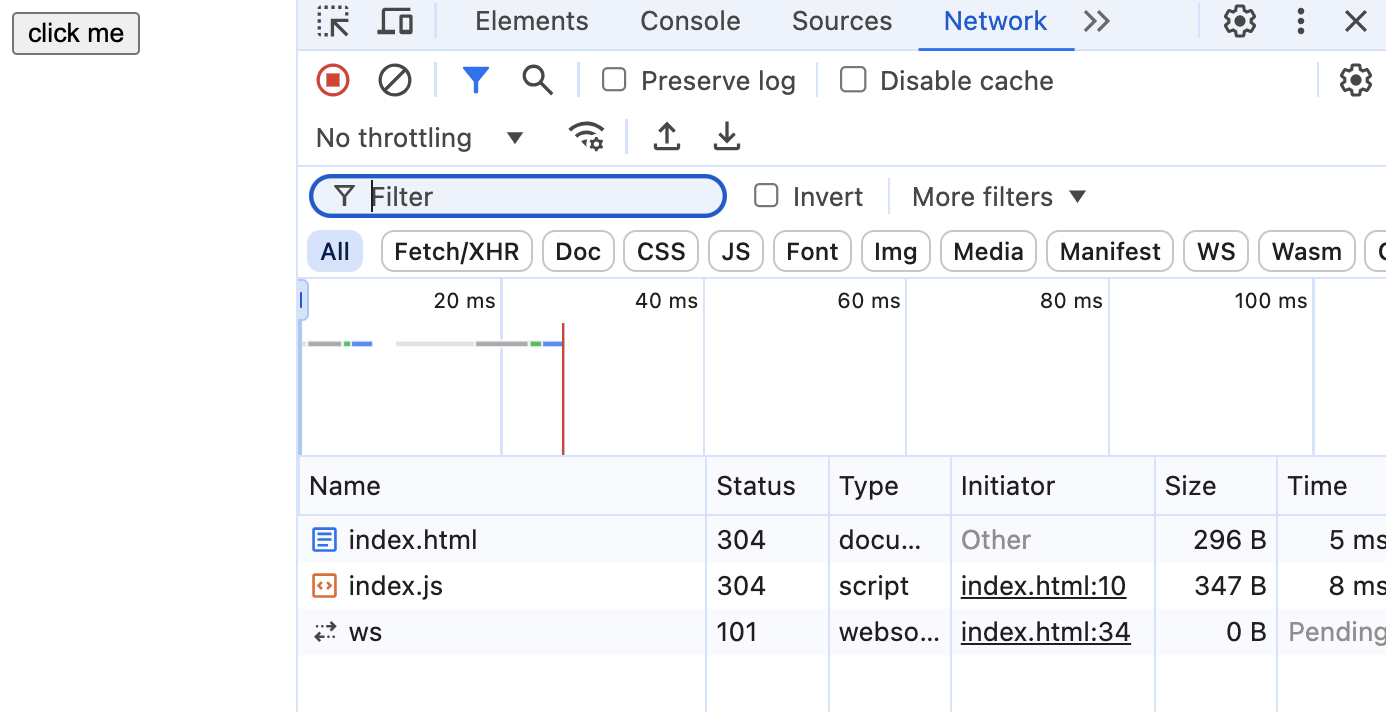 click me
Elements Console Sources Network
Preserve log Disable cache
No throttling
Filter Invert More filters
All Fetch/XHR Doc CSS JS Font Img Media Manifest WS Wasm
20 ms 40 ms 60 ms 80 ms 100 ms
Name Status Type Initiator Size Time
index.html 304 docu... Other 296 B 5 ms
index.js 304 script index.html:10 347 B 8 ms
ws 101 webso... index.html:34 0 B Pending